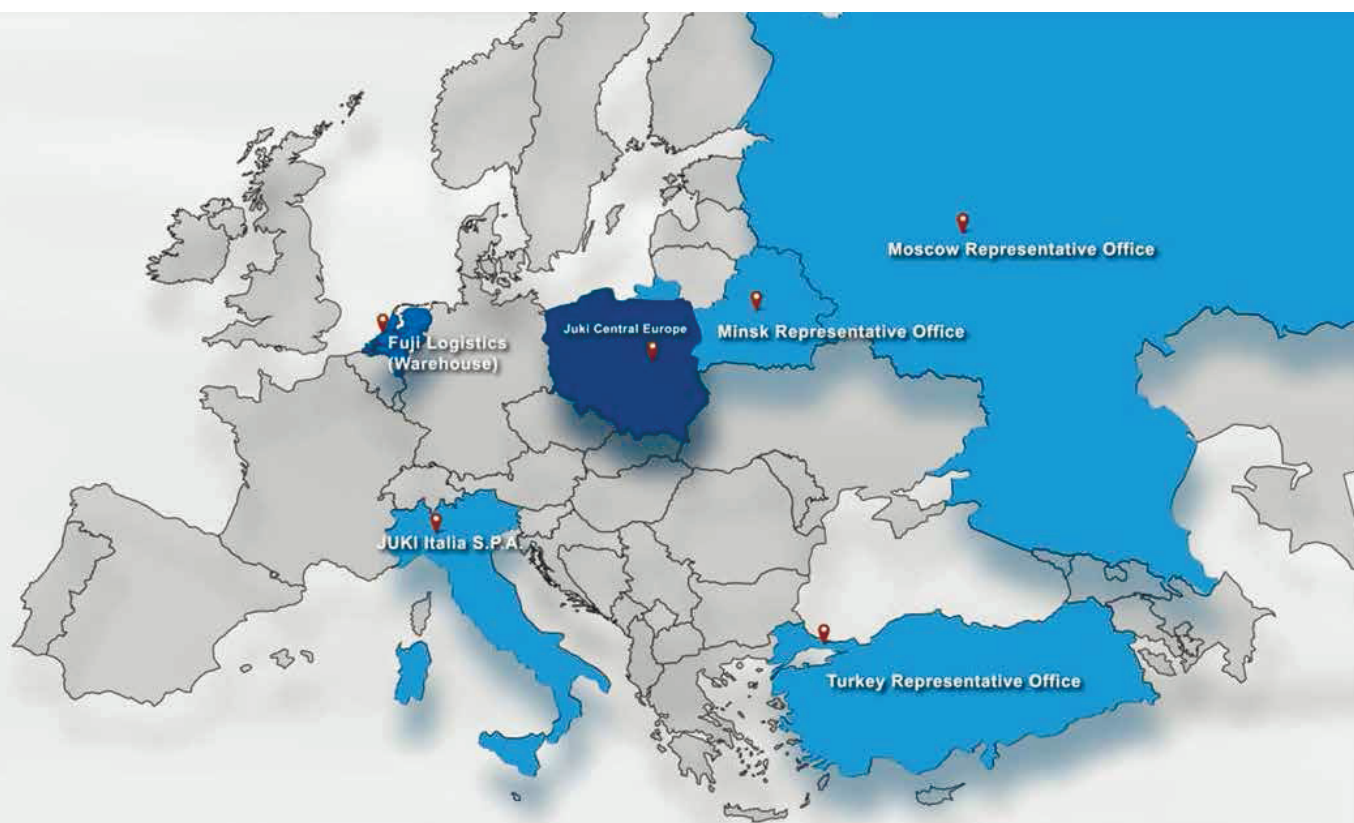 Moscow Representative Office
Juki Central Europe
Minsk Representative Office
Fuji Logistics
(Warehouse)
JUKI Italia S.P.A.
Turkey Representative Office